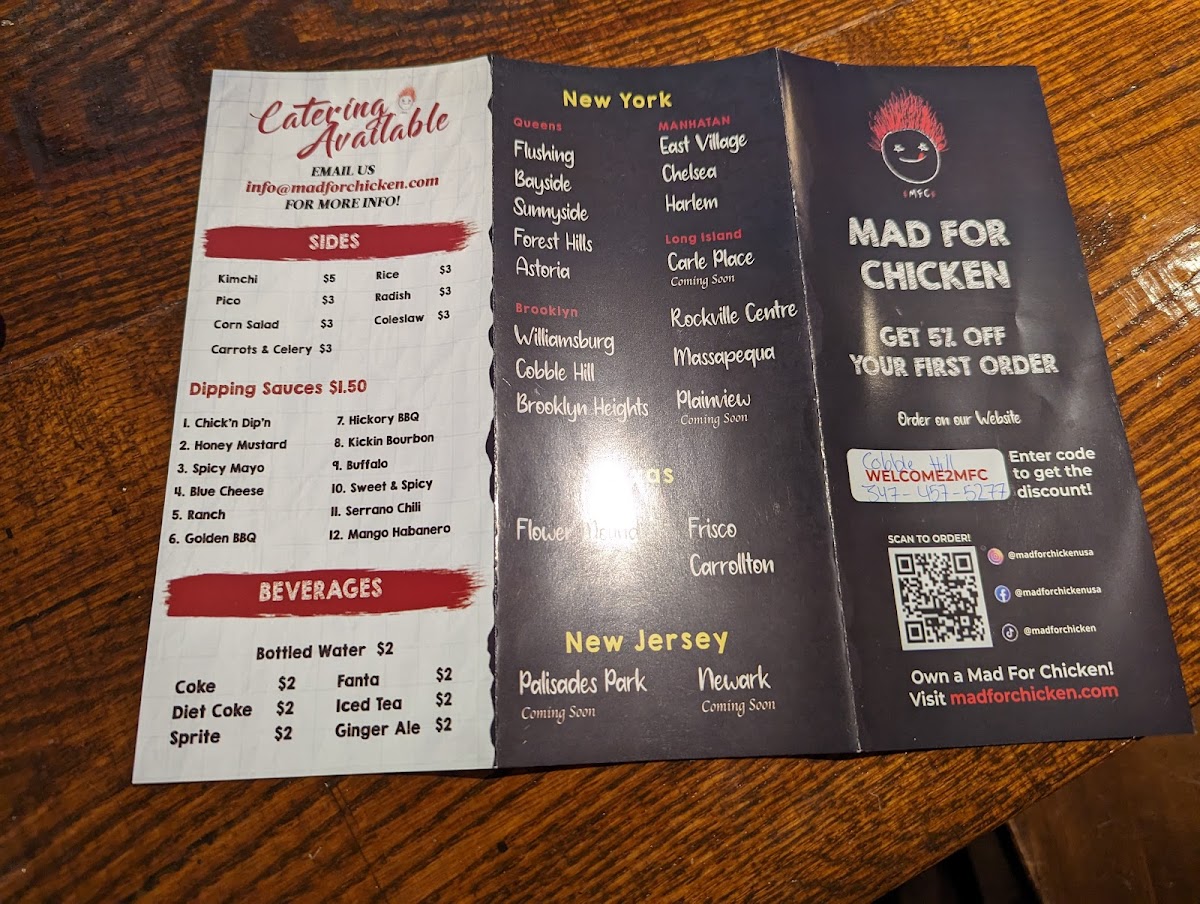 Catering
Available
EMAIL US
info@madforchicken.com
FOR MORE INFO!
SIDES
Kimchi $5
Pico $3
Corn Salad $3
Carrots & Celery $3
Rice $3
Radish $3
Coleslaw $3
Dipping Sauces $1.50
1. Chick'n Dip'n
2. Honey Mustard
3. Spicy Mayo
4. Blue Cheese
5. Ranch
6. Golden BBQ
7. Hickory BBQ
8. Kickin Bourbon
9. Buffalo
10. Sweet & Spicy
11. Serrano Chili
12. Mango Habanero
BEVERAGES
Bottled Water $2
Coke $2
Diet Coke $2
Sprite $2
Fanta $2
Iced Tea $2
Ginger Ale $2
New York
Queens
Flushing
Bayside
Sunnyside
Forest Hills
Astoria
Brooklyn
Williamsburg
Cobble Hill
Brooklyn Heights
MANHATAN
East Village
Chelsea
Harlem
Long Island
Carle Place
Coming Soon
Rockville Centre
Massapequa
Plainview
Coming Soon
Flower
Frisco
Carrollton
New Jersey
Palisades Park
Coming Soon
Newark
Coming Soon
MFC
MAD FOR
CHICKEN
GET 5% OFF
YOUR FIRST ORDER
Order on our Website
Cobble Hill
WELCOME2MFC
347-457-5277
Enter code
to get the
discount!
SCAN TO ORDER!
@madforchickenusa
@madforchickenusa
@madforchicken
Own a Mad For Chicken!
Visit madforchicken.com